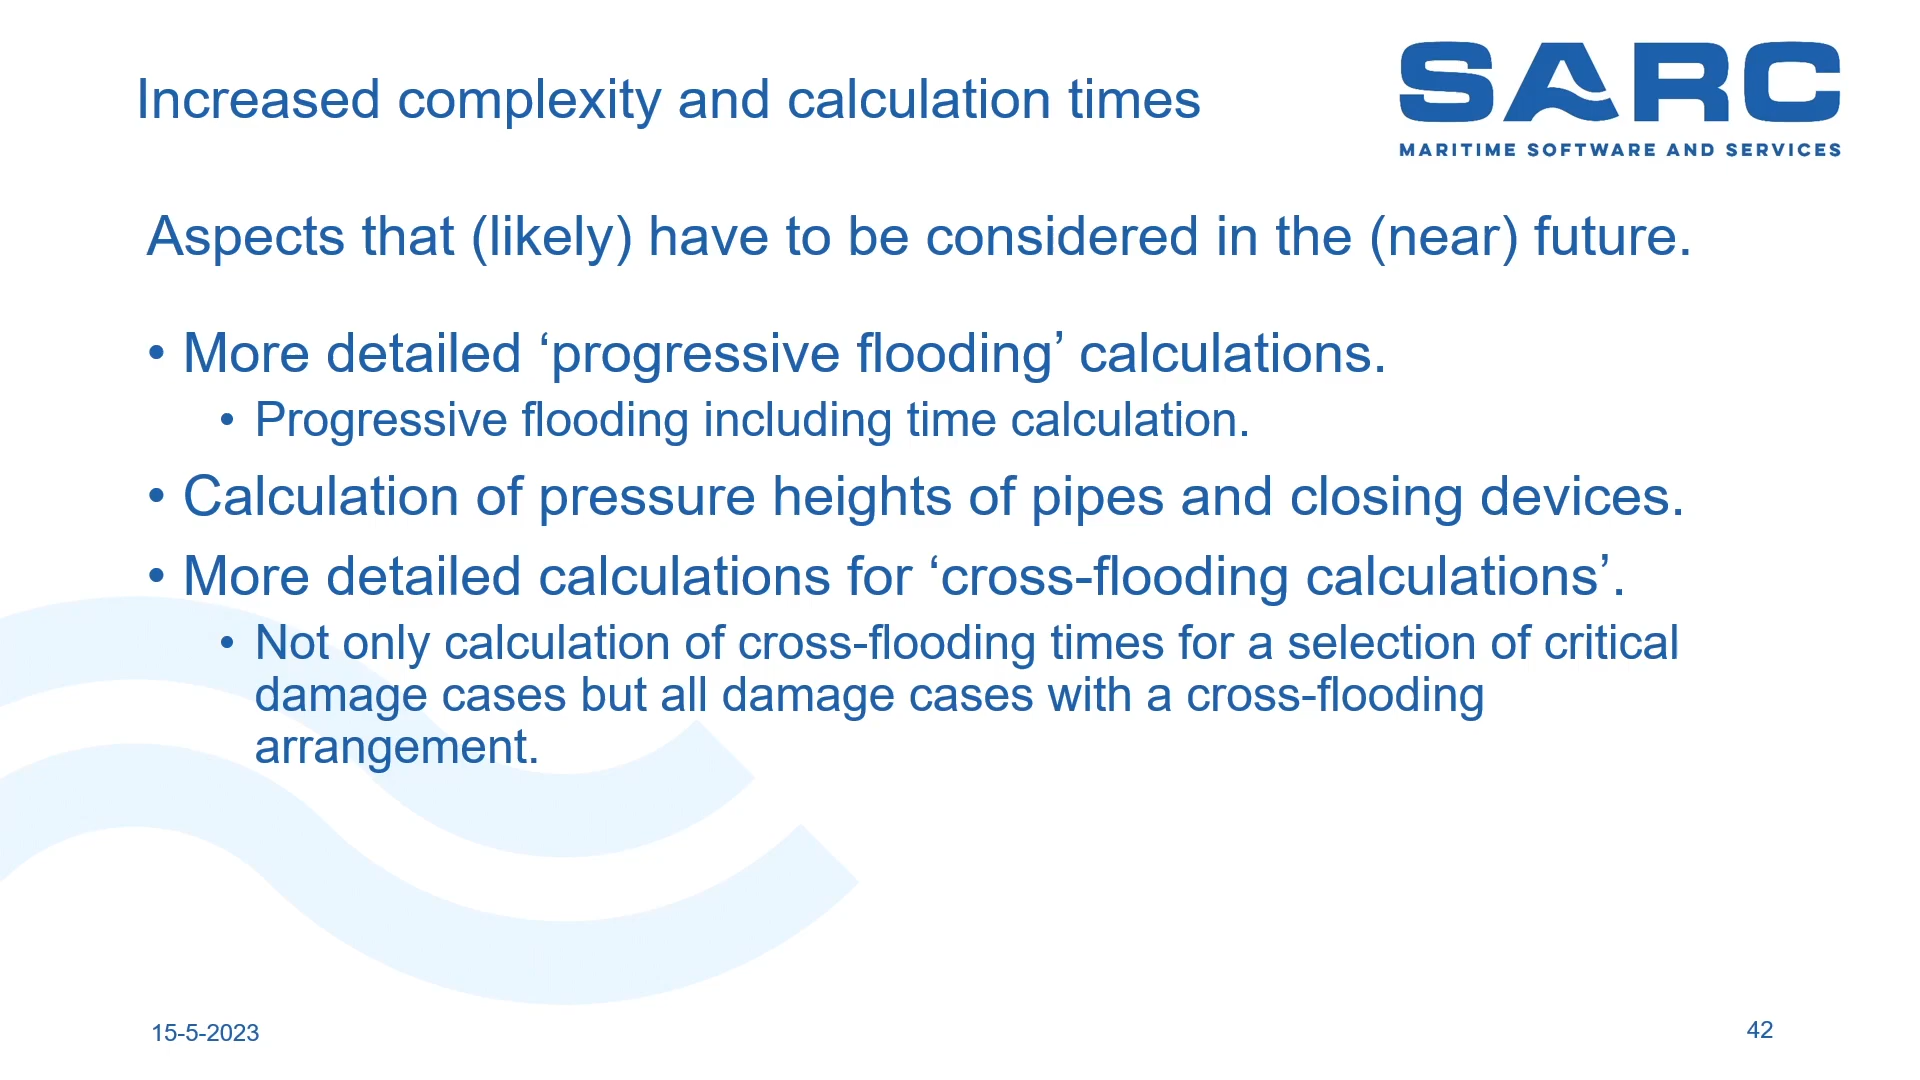 Increased complexity and calculation times
SARC
MARITIME SOFTWARE AND SERVICES
Aspects that (likely) have to be considered in the (near) future.
• More detailed ‘progressive flooding’ calculations.
• Progressive flooding including time calculation.
• Calculation of pressure heights of pipes and closing devices.
• More detailed calculations for ‘cross-flooding calculations’.
• Not only calculation of cross-flooding times for a selection of critical
damage cases but all damage cases with a cross-flooding
arrangement.
15-5-2023
42